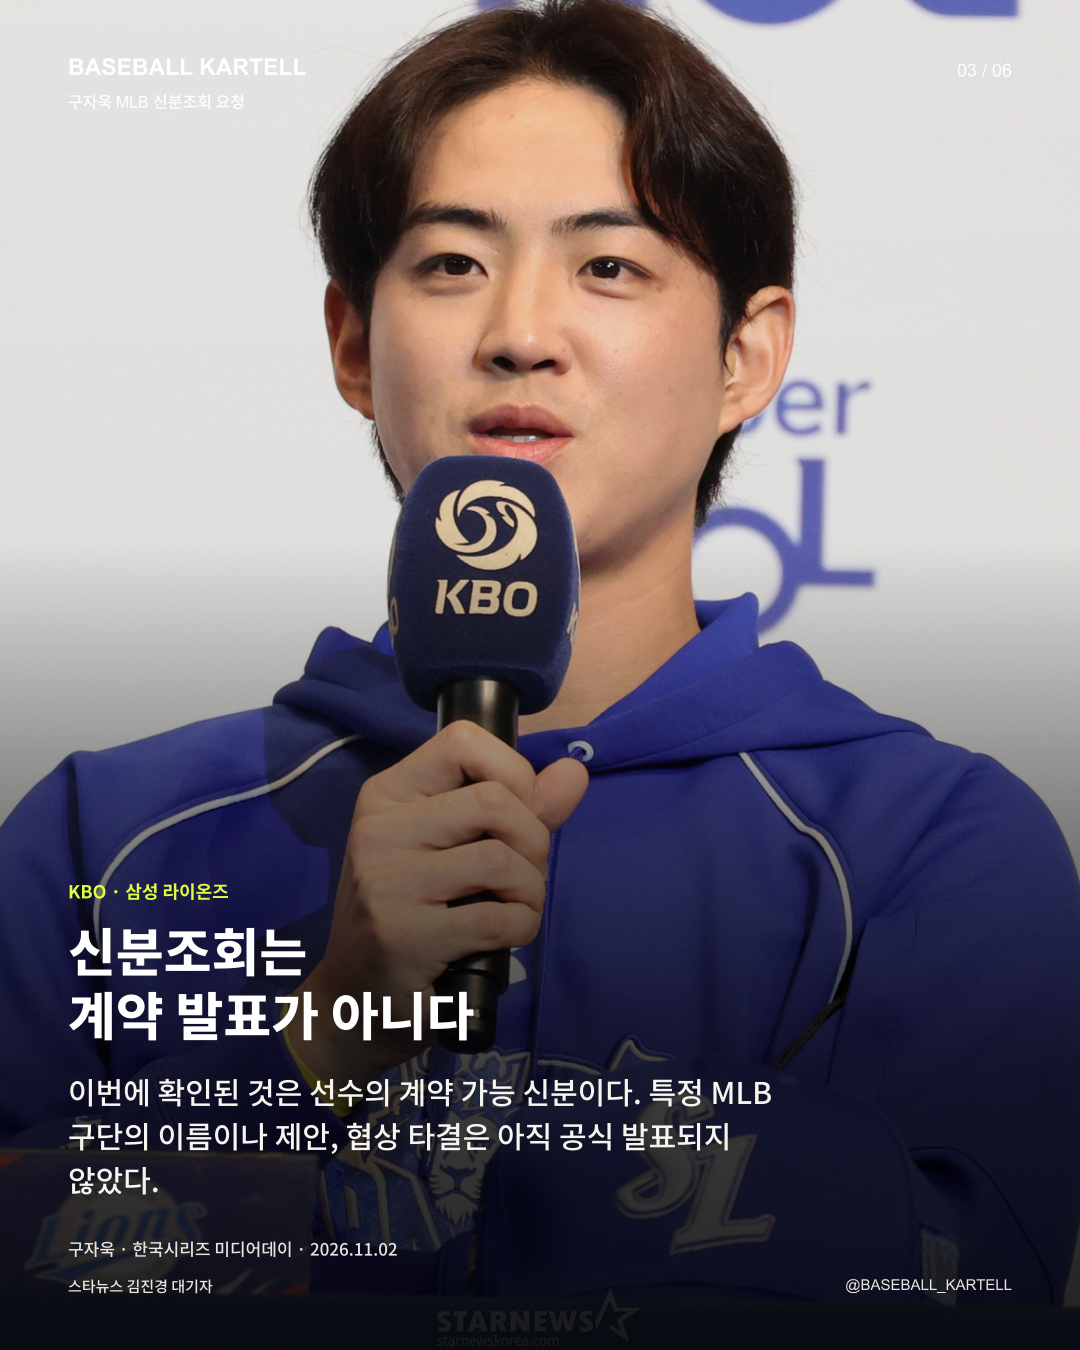 BASEBALL KARTELL
03 / 06
구자욱 MLB 신분조회 요청
per
KBO
KBO · 삼성 라이온즈
신분조회는
계약 발표가 아니다
이번에 확인된 것은 선수의 계약 가능 신분이다. 특정 MLB
구단의 이름이나 제안, 협상 타결은 아직 공식 발표되지
않았다.
Lions
SL
구자욱 · 한국시리즈 미디어데이 · 2026.11.02
스타뉴스 김진경 대기자
@BASEBALL_KARTELL
STARNEWS
starnewskorea.com